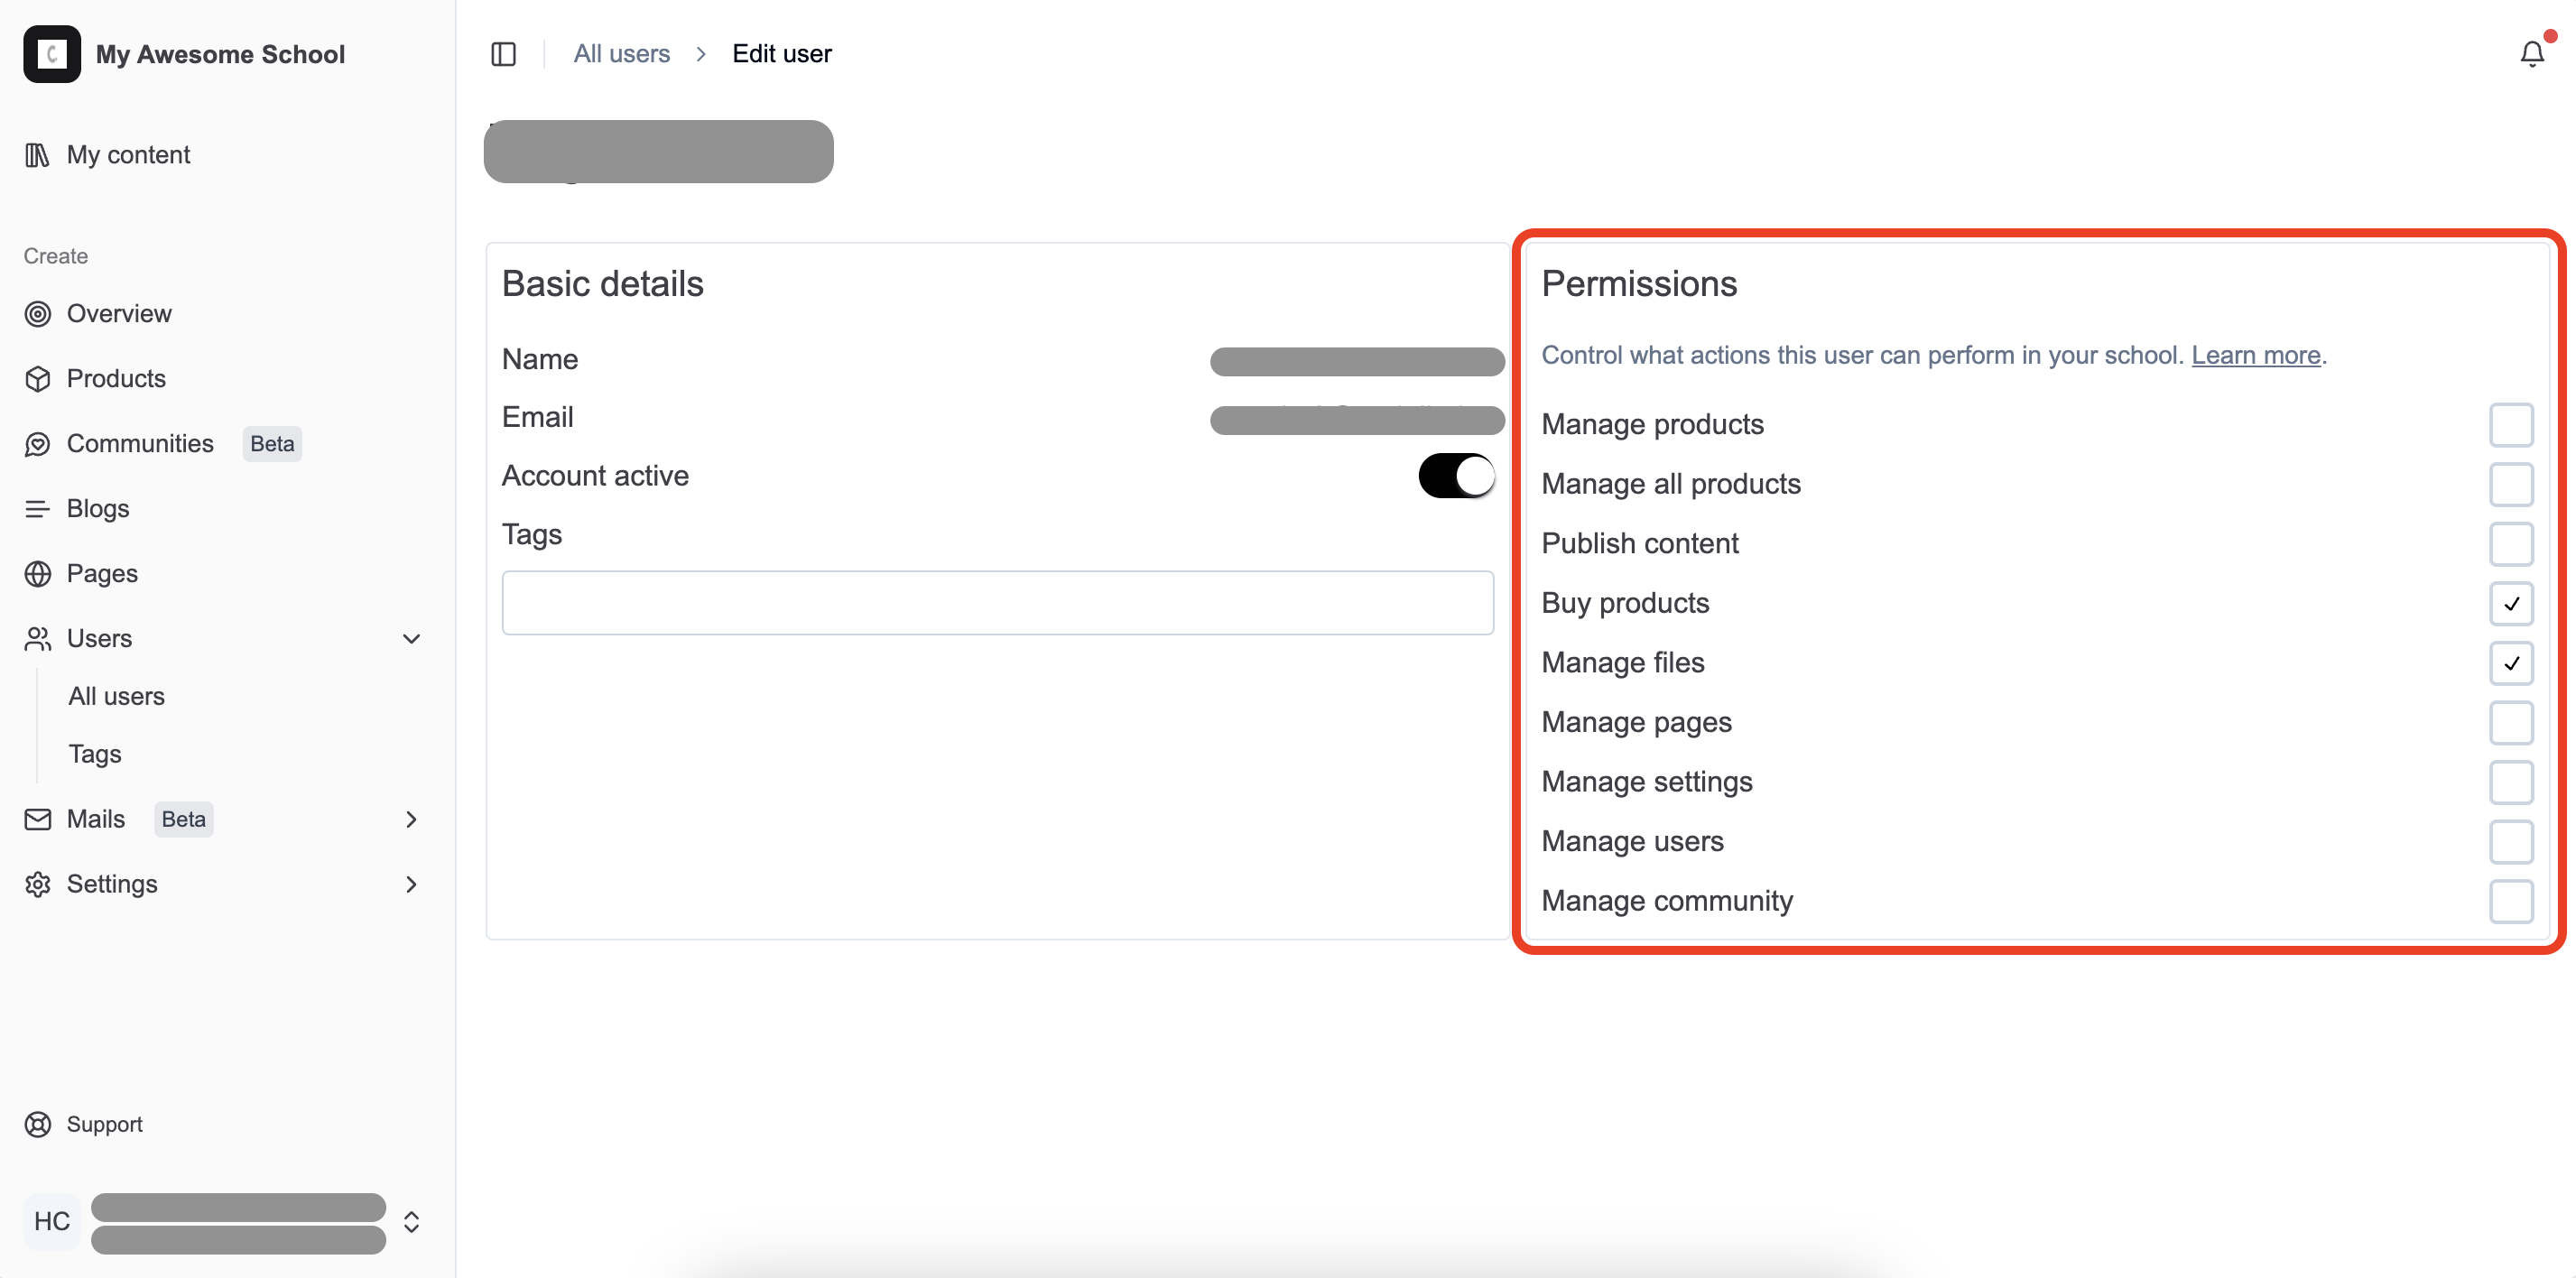 My Awesome School
My content
Create
Overview
Products
Communities Beta
Blogs
Pages
Users
All users
Tags
Mails Beta
Settings
Support
HC
All users > Edit user
Basic details
Name
Email
Account active
Tags
Permissions
Control what actions this user can perform in your school. Learn more.
Manage products
Manage all products
Publish content
Buy products
Manage files
Manage pages
Manage settings
Manage users
Manage community